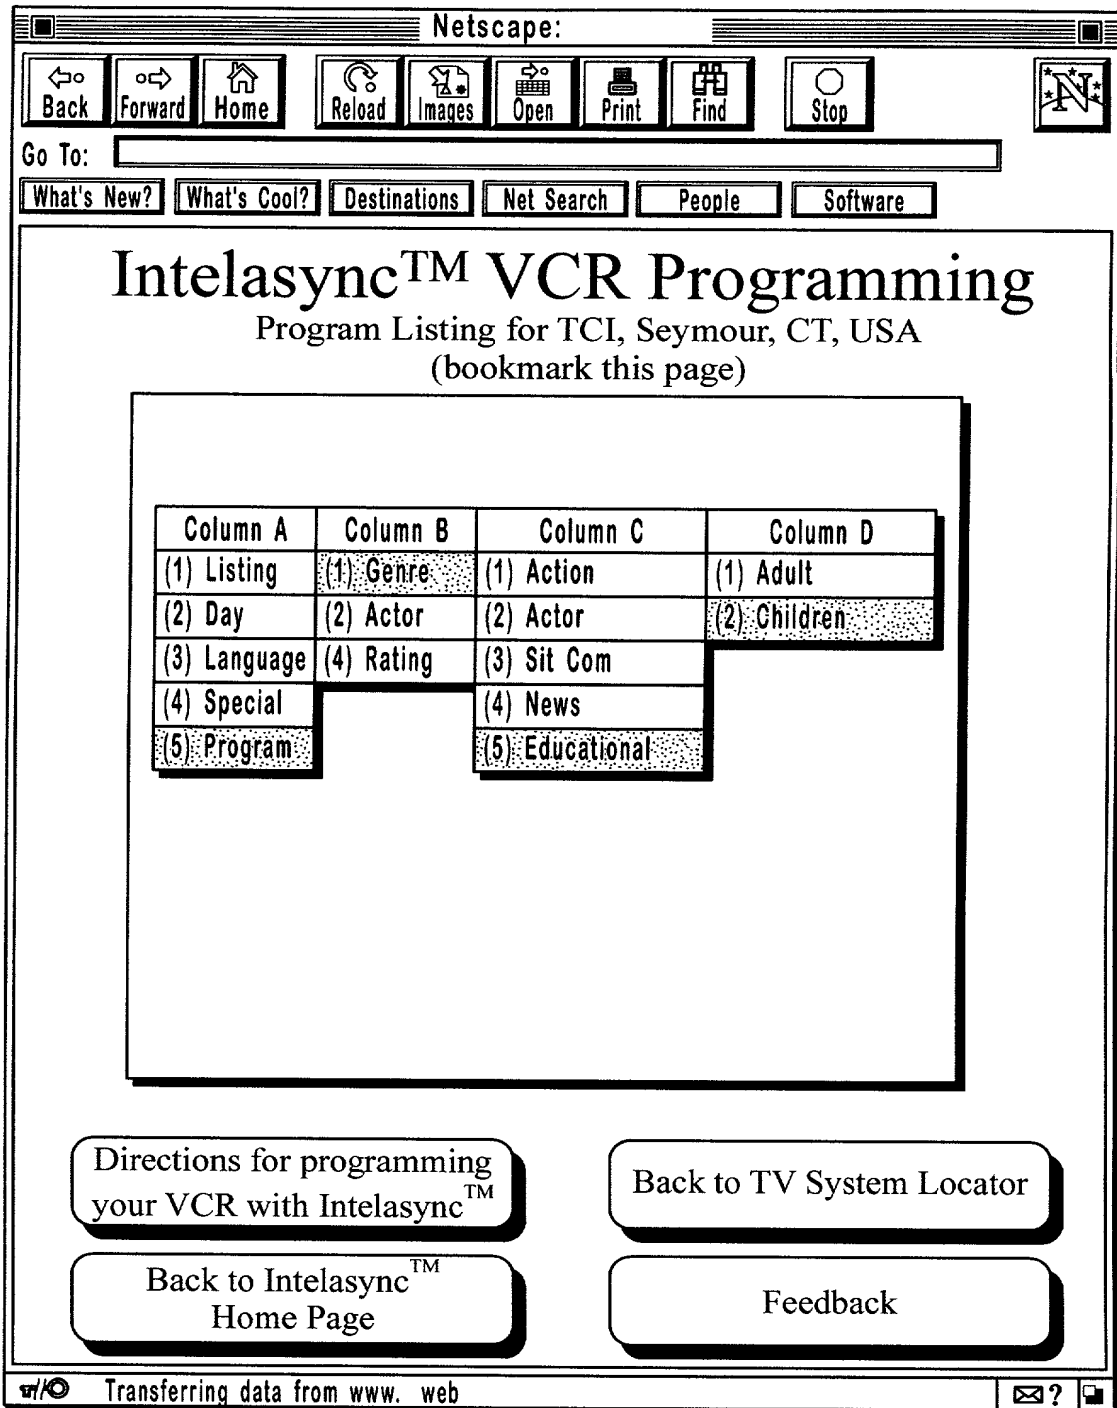 Netscape:
Back Forward Home Reload Images Open Print Find Stop N
Go To:
What's New? What's Cool? Destinations Net Search People Software
Intelasync™ VCR Programming
Program Listing for TCI, Seymour, CT, USA
(bookmark this page)
Column A Column B Column C Column D
(1) Listing (1) Genre (1) Action (1) Adult
(2) Day (2) Actor (2) Actor (2) Children
(3) Language (4) Rating (3) Sit Com
(4) Special (4) News
(5) Program (5) Educational
Directions for programming
your VCR with Intelasync™
Back to TV System Locator
Back to Intelasync™
Home Page
Feedback
Transferring data from www. web ?